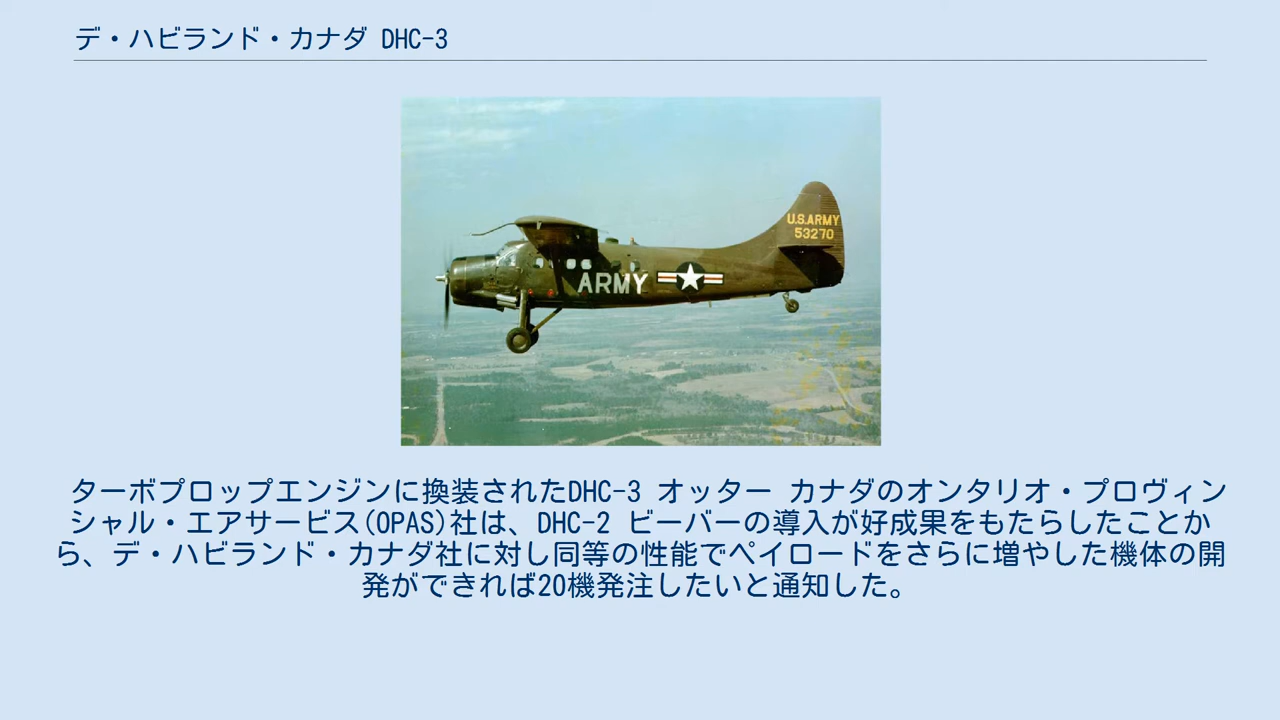 デ・ハビランド・カナダ DHC-3
U.S.ARMY
53270
ARMY
ターボプロップエンジンに換装されたDHC-3 オッター カナダのオンタリオ・プロヴィン
シャル・エアサービス(OPAS)社は、DHC-2 ビーバーの導入が好成果をもたらしたことか
ら、デ・ハビランド・カナダ社に対し同等の性能でペイロードをさらに増やした機体の開
発ができれば20機発注したいと通知した。